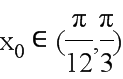 x₀ ∈ (π/12, π/3)